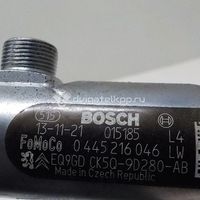 516
BOSCH
13-11-21 015185 L4
FoMoCo 0 445 216 046 LW
EQ9GD CK5Q-9D280-AB
Made in Czech Republic